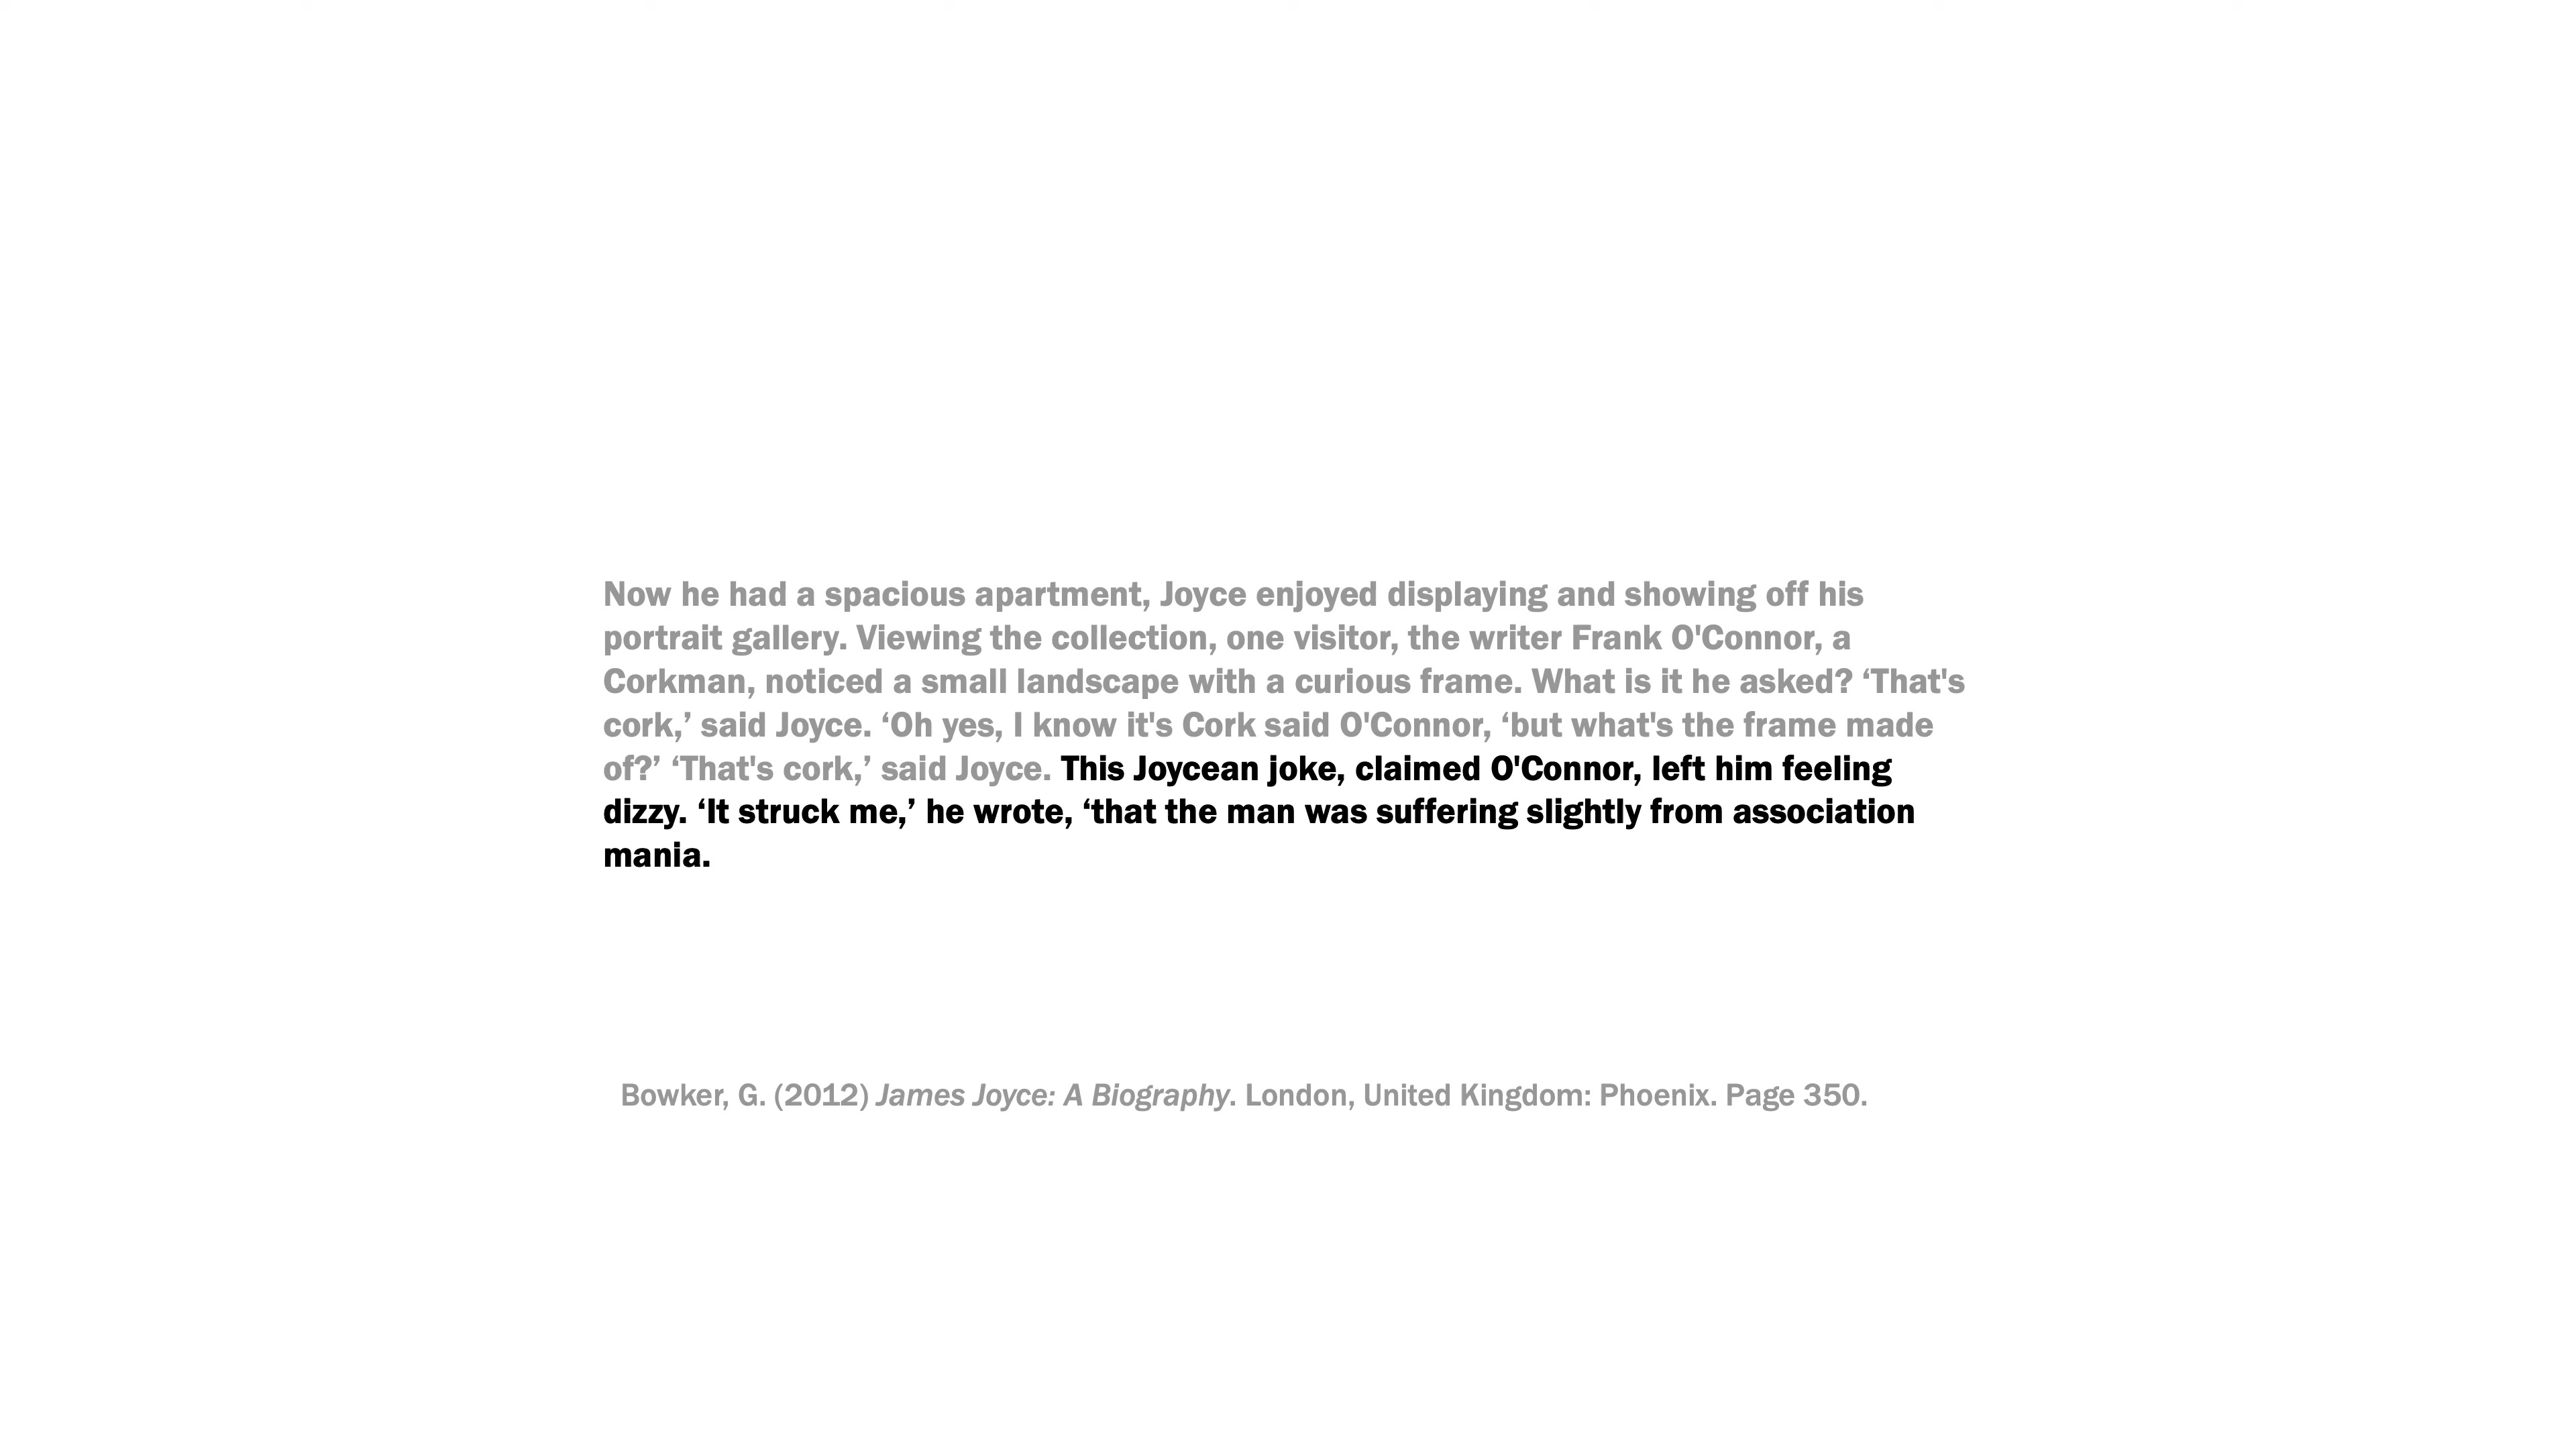 Now he had a spacious apartment, Joyce enjoyed displaying and showing off his
portrait gallery. Viewing the collection, one visitor, the writer Frank O'Connor, a
Corkman, noticed a small landscape with a curious frame. What is it he asked? ‘That's
cork,’ said Joyce. ‘Oh yes, I know it's Cork said O'Connor, ‘but what's the frame made
of?’ ‘That's cork,’ said Joyce. This Joycean joke, claimed O'Connor, left him feeling
dizzy. ‘It struck me,’ he wrote, ‘that the man was suffering slightly from association
mania.
Bowker, G. (2012) James Joyce: A Biography. London, United Kingdom: Phoenix. Page 350.